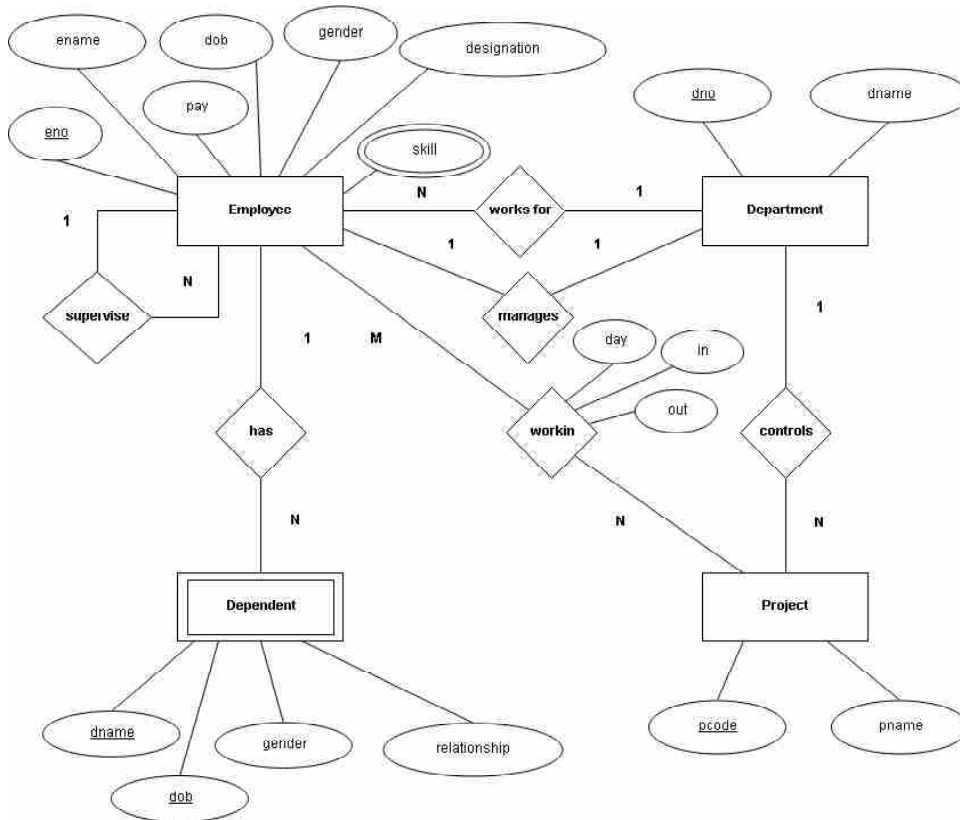 ename
dob
gender
designation
dno
dname
eno
pay
skill
Employee
N
works for
1
Department
1
N
supervise
1
1
manages
1
M
day
in
out
1
has
workin
controls
N
N
N
Dependent
Project
dname
gender
relationship
dob
pcode
pname